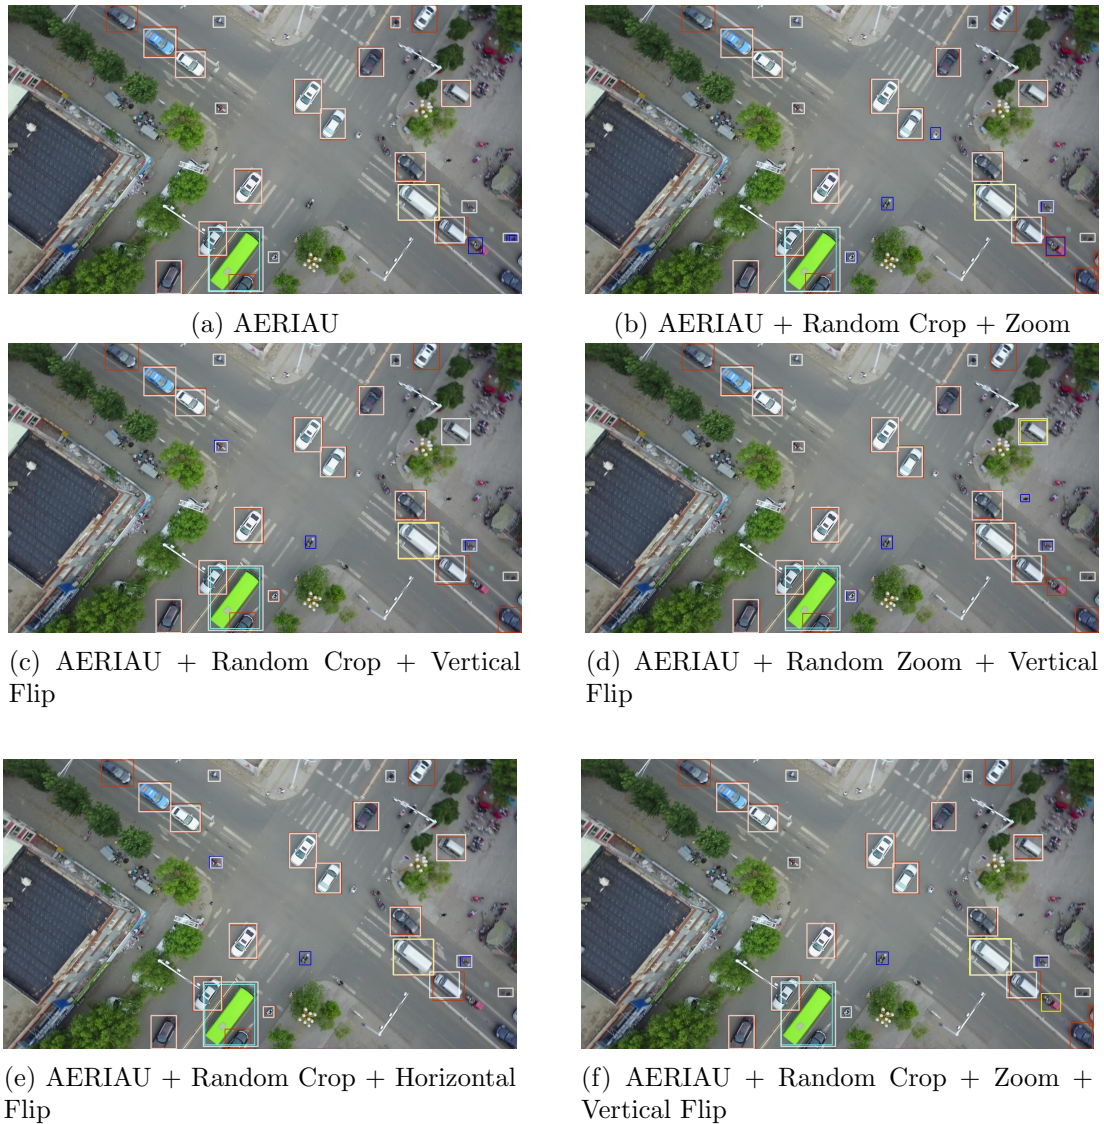 (a) AERIAU
(b) AERIAU + Random Crop + Zoom
(c) AERIAU + Random Crop + Vertical
Flip
(d) AERIAU + Random Zoom + Vertical
Flip
(e) AERIAU + Random Crop + Horizontal
Flip
(f) AERIAU + Random Crop + Zoom +
Vertical Flip